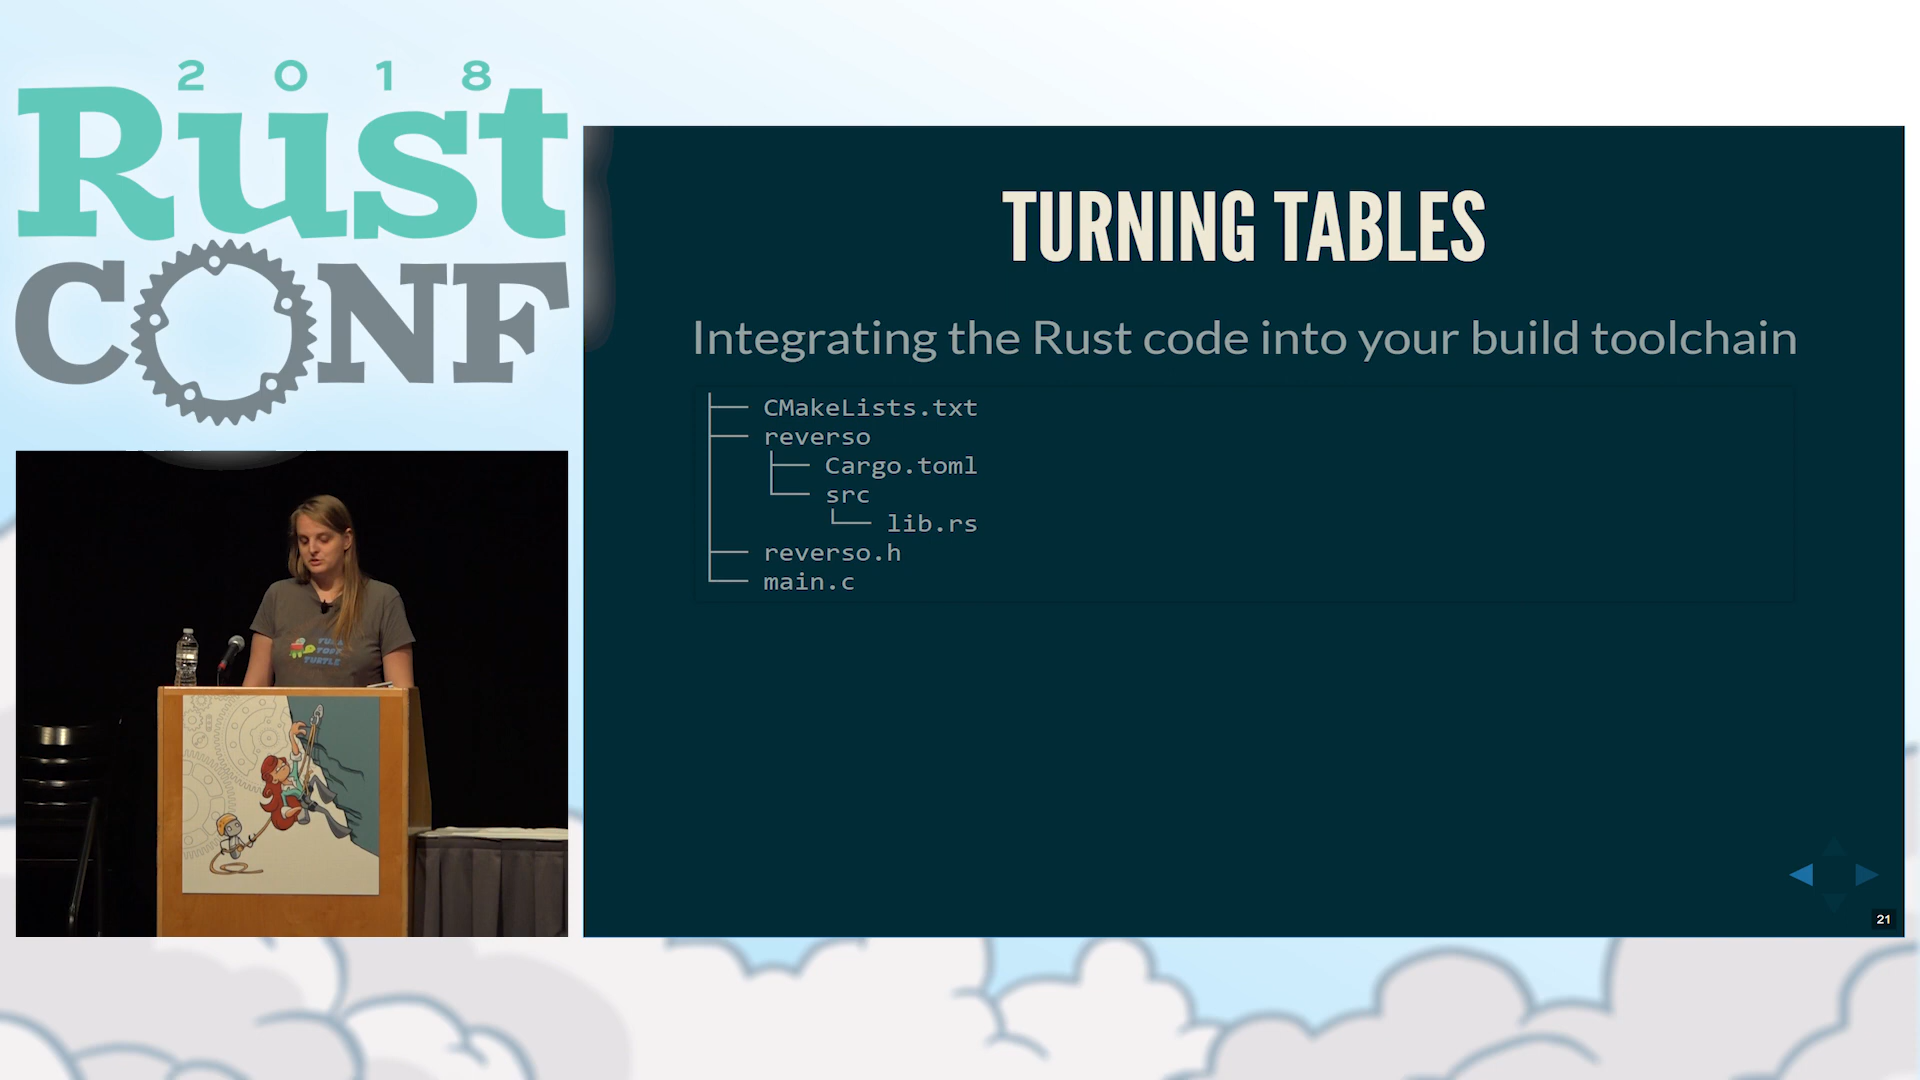 2018
Rust
CONF
TURNING TABLES
Integrating the Rust code into your build toolchain
├── CMakeLists.txt
├── reverso
│   ├── Cargo.toml
│   └── src
│       └── lib.rs
├── reverso.h
└── main.c
21
TURTLE